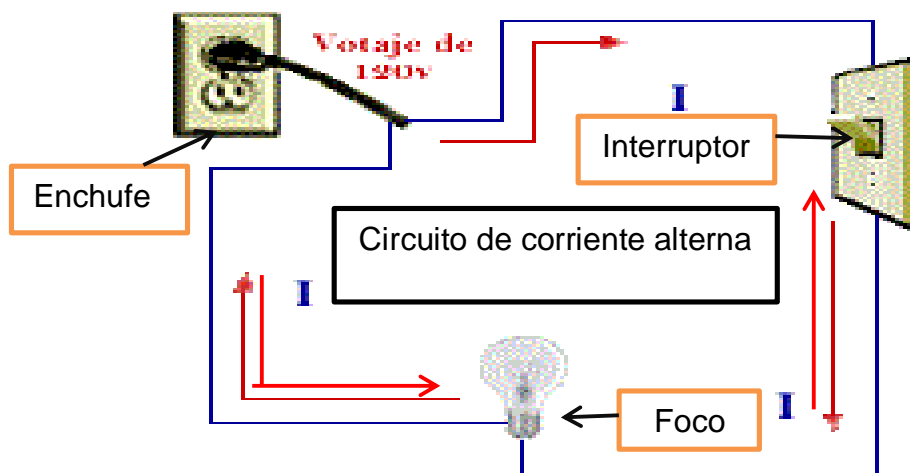 Votaje de
120v
I
Interruptor
Enchufe
Circuito de corriente alterna
I
I
Foco